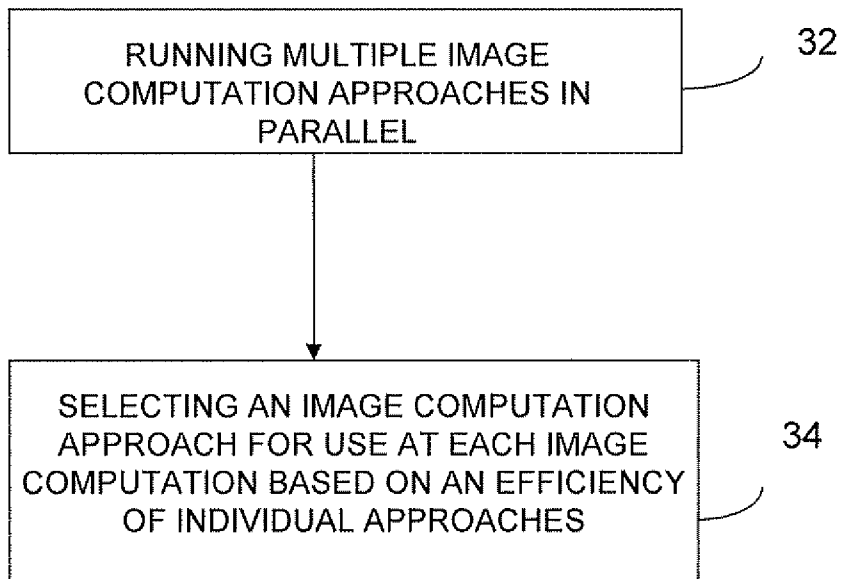 RUNNING MULTIPLE IMAGE
COMPUTATION APPROACHES IN
PARALLEL
32
SELECTING AN IMAGE COMPUTATION
APPROACH FOR USE AT EACH IMAGE
COMPUTATION BASED ON AN EFFICIENCY
OF INDIVIDUAL APPROACHES
34